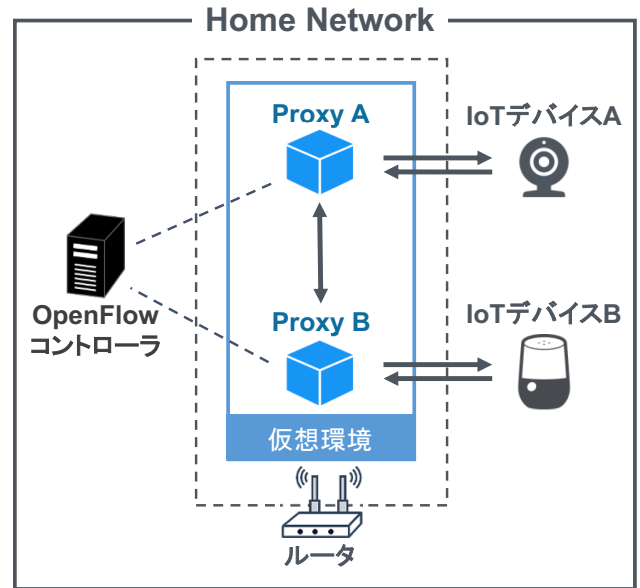 Home Network
Proxy A
IoTデバイスA
OpenFlow
コントローラ
Proxy B
IoTデバイスB
仮想環境
ルータ